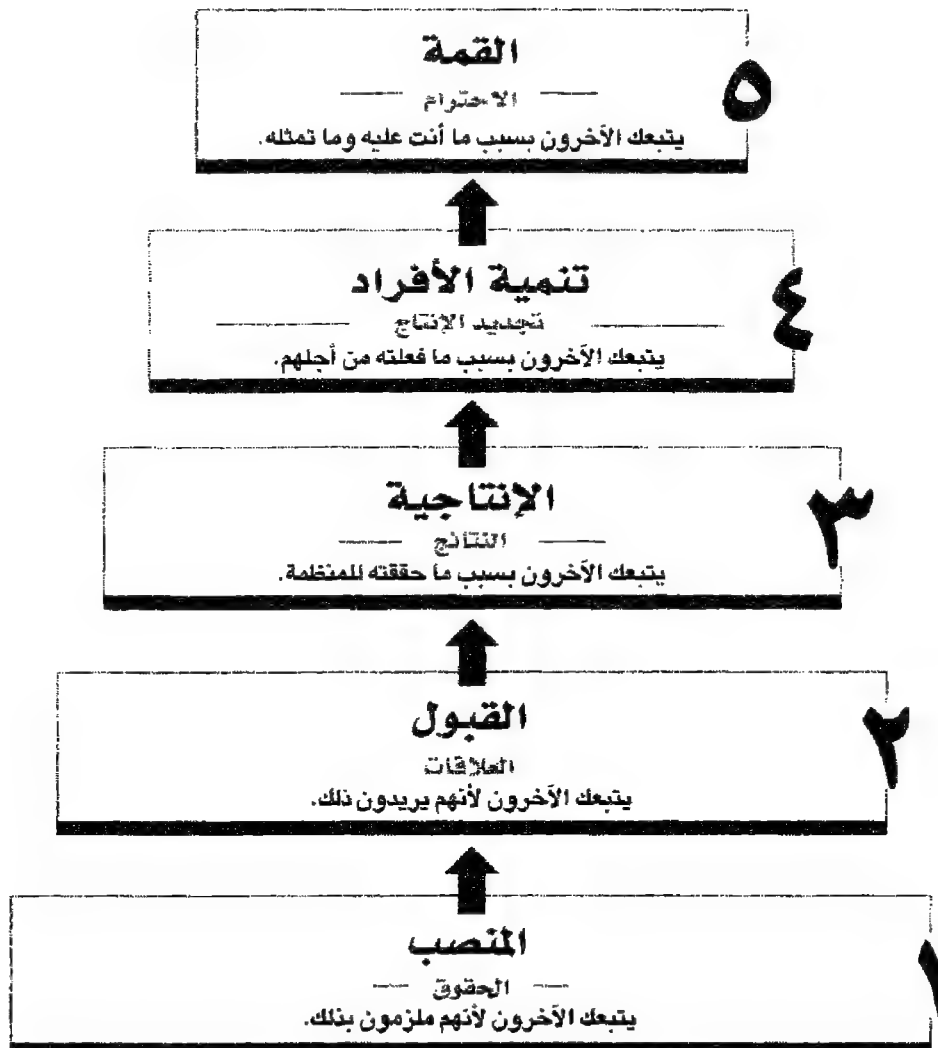 ٥
القمة
الاحترام
يتبعك الآخرون بسبب ما أنت عليه وما تمثله.
٤
تنمية الأفراد
تجديد الإنتاج
يتبعك الآخرون بسبب ما فعلته من أجلهم.
٣
الإنتاجية
النتائج
يتبعك الآخرون بسبب ما حققته للمنظمة.
٢
القبول
العلاقات
يتبعك الآخرون لأنهم يريدون ذلك.
١
المنصب
الحقوق
يتبعك الآخرون لأنهم ملزمون بذلك.